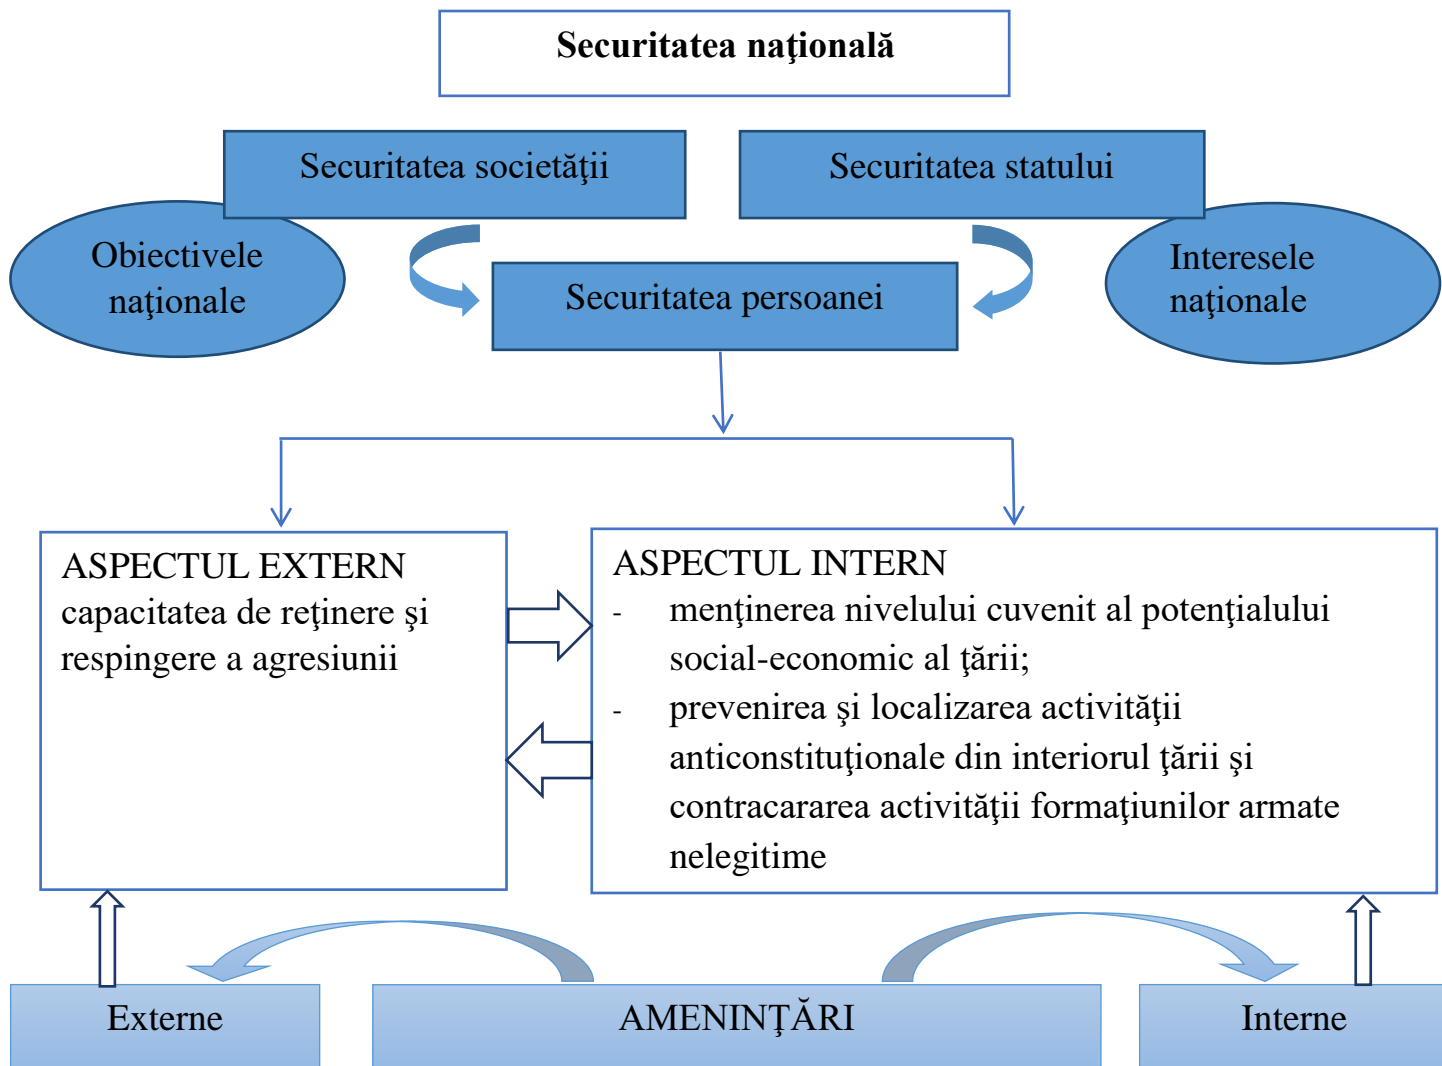 Securitatea naţională
Securitatea societăţii
Securitatea statului
Obiectivele
naţionale
Securitatea persoanei
Interesele
naţionale
ASPECTUL EXTERN
capacitatea de reţinere şi
respingere a agresiunii
ASPECTUL INTERN
- menţinerea nivelului cuvenit al potenţialului
social-economic al ţării;
- prevenirea şi localizarea activităţii
anticonstituţionale din interiorul ţării şi
contracararea activităţii formaţiunilor armate
nelegitime
Externe
AMENINŢĂRI
Interne